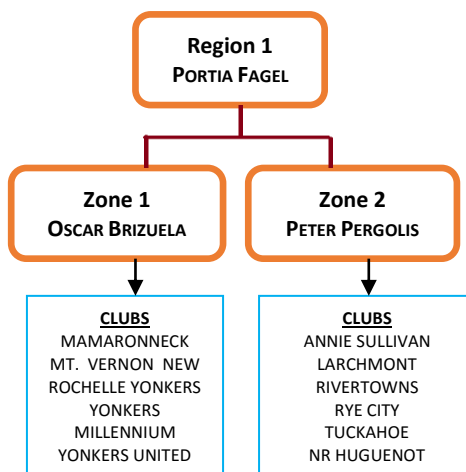 Region 1
PORTIA FAGEL
Zone 1
OSCAR BRIZUELA
Zone 2
PETER PERGOLIS
CLUBS
MAMARONNECK
MT. VERNON NEW
ROCHELLE YONKERS
YONKERS
MILLENNIUM
YONKERS UNITED
CLUBS
ANNIE SULLIVAN
LARCHMONT
RIVERTOWNS
RYE CITY
TUCKAHOE
NR HUGUENOT